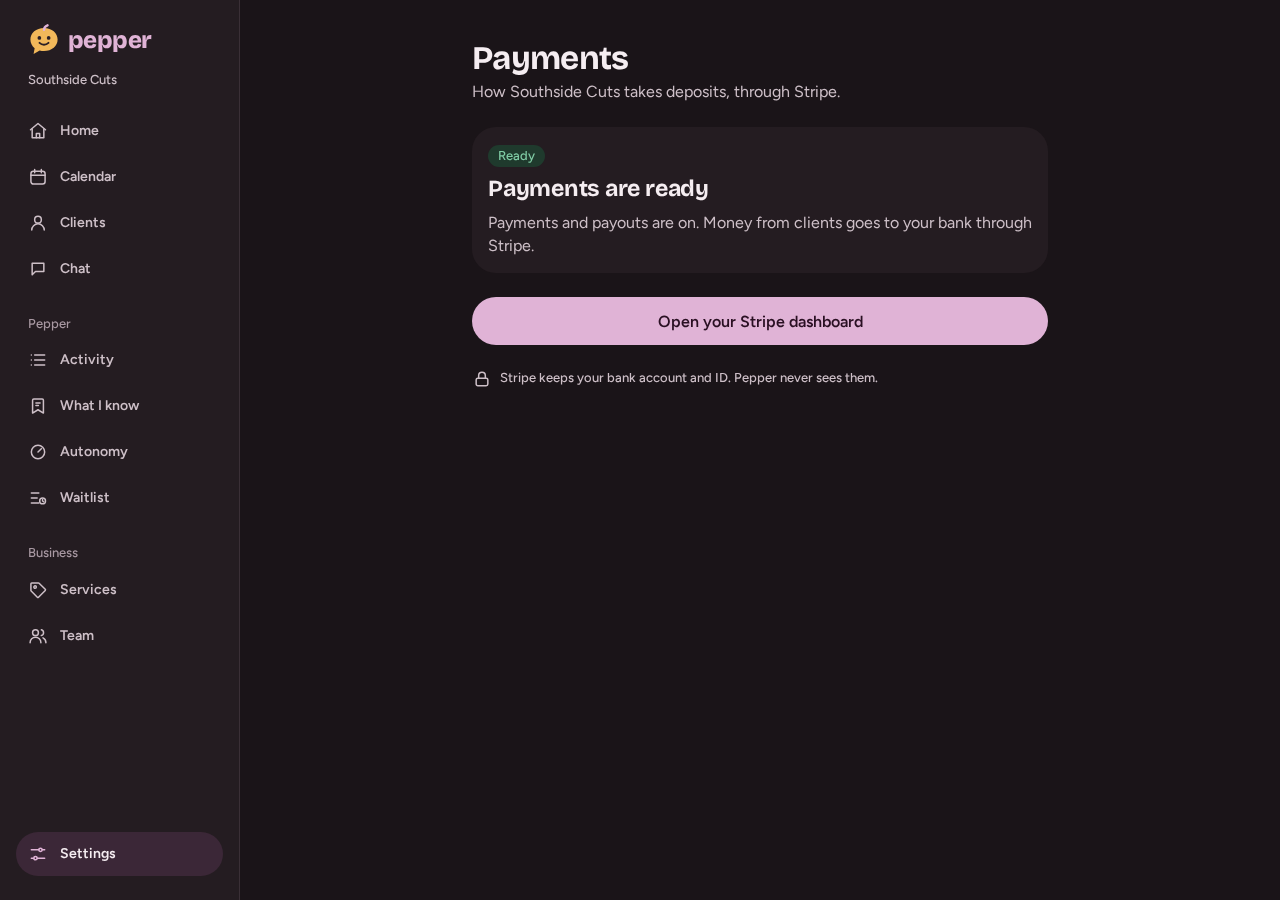 pepper
Southside Cuts
Home
Calendar
Clients
Chat
Pepper
Activity
What I know
Autonomy
Waitlist
Business
Services
Team
Settings
Payments
How Southside Cuts takes deposits, through Stripe.
Ready
Payments are ready
Payments and payouts are on. Money from clients goes to your bank through
Stripe.
Open your Stripe dashboard
Stripe keeps your bank account and ID. Pepper never sees them.